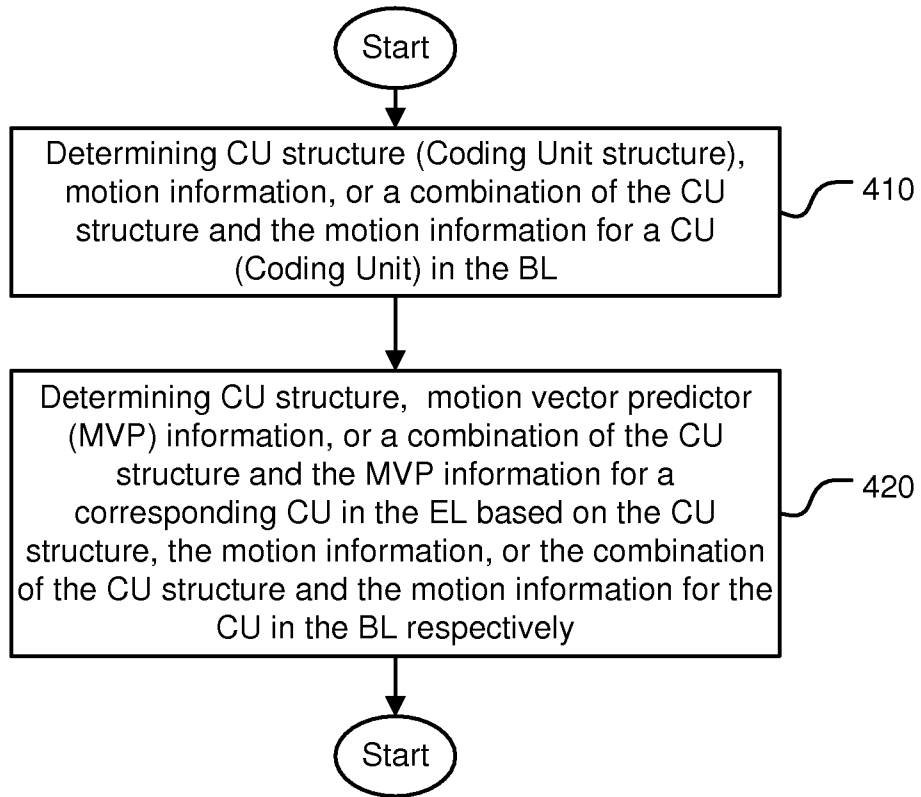 Start
Determining CU structure (Coding Unit structure),
motion information, or a combination of the CU
structure and the motion information for a CU
(Coding Unit) in the BL
410
Determining CU structure,  motion vector predictor
(MVP) information, or a combination of the CU
structure and the MVP information for a
corresponding CU in the EL based on the CU
structure, the motion information, or the combination
of the CU structure and the motion information for the
CU in the BL respectively
420
Start